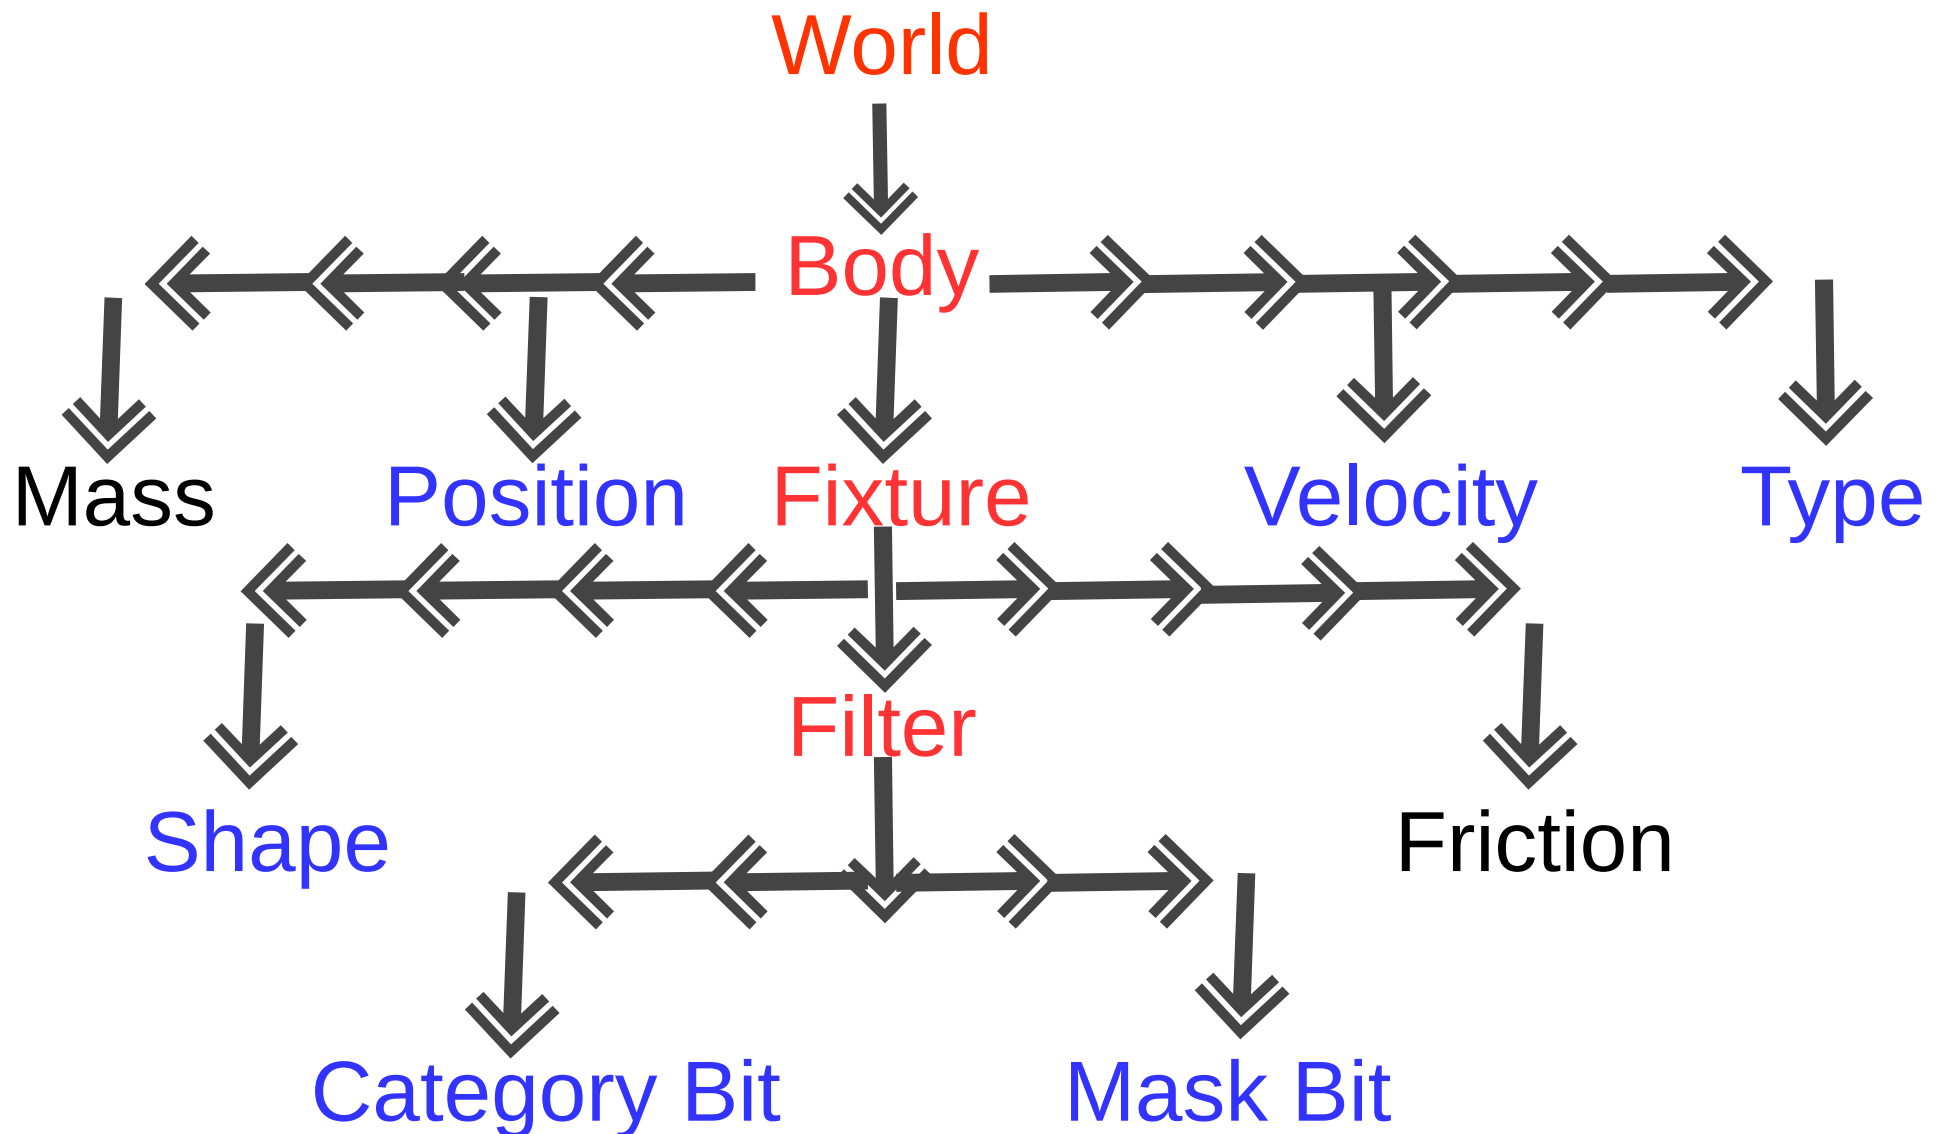 World
Body
Mass
Position
Fixture
Velocity
Type
Filter
Shape
Friction
Category Bit
Mask Bit